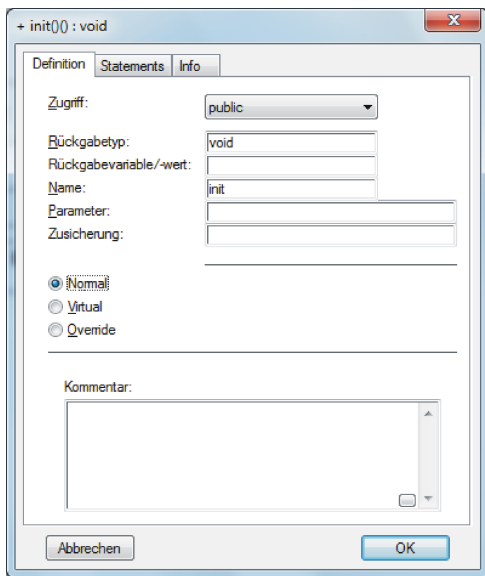 + init()() : void
Definition Statements Info
Zugriff: public
Rückgabetyp: void
Rückgabevariable/-wert:
Name: init
Parameter:
Zusicherung:
Normal
Virtual
Override
Kommentar:
Abbrechen OK